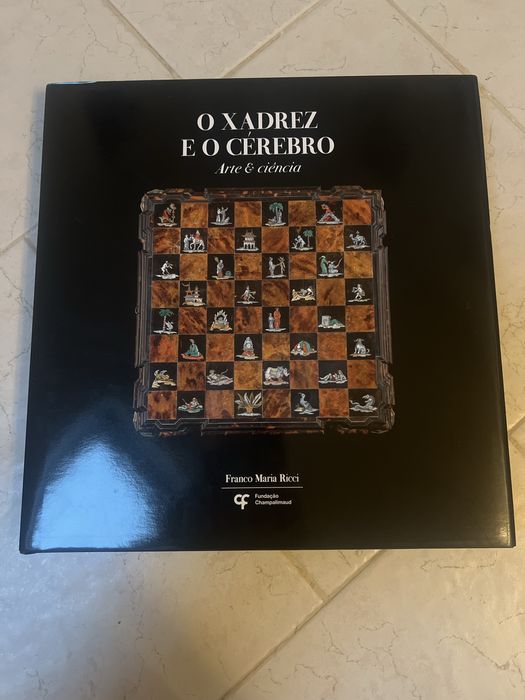 O XADREZ
E O CÉREBRO
Arte & ciência
Franco Maria Ricci
Fundação
Champalimaud